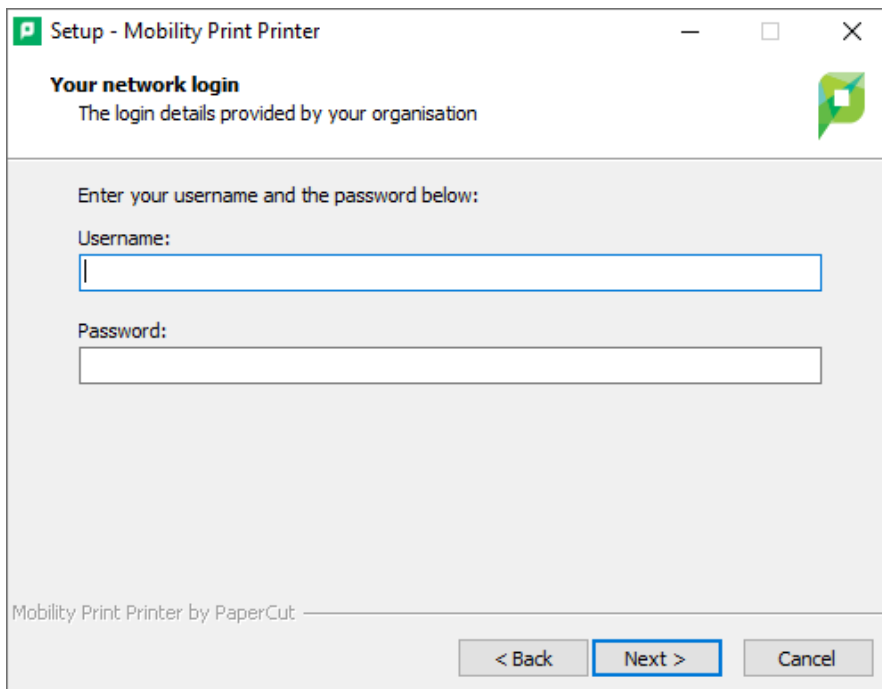 Setup - Mobility Print Printer
Your network login
The login details provided by your organisation
Enter your username and the password below:
Username:
Password:
Mobility Print Printer by PaperCut
< Back Next > Cancel